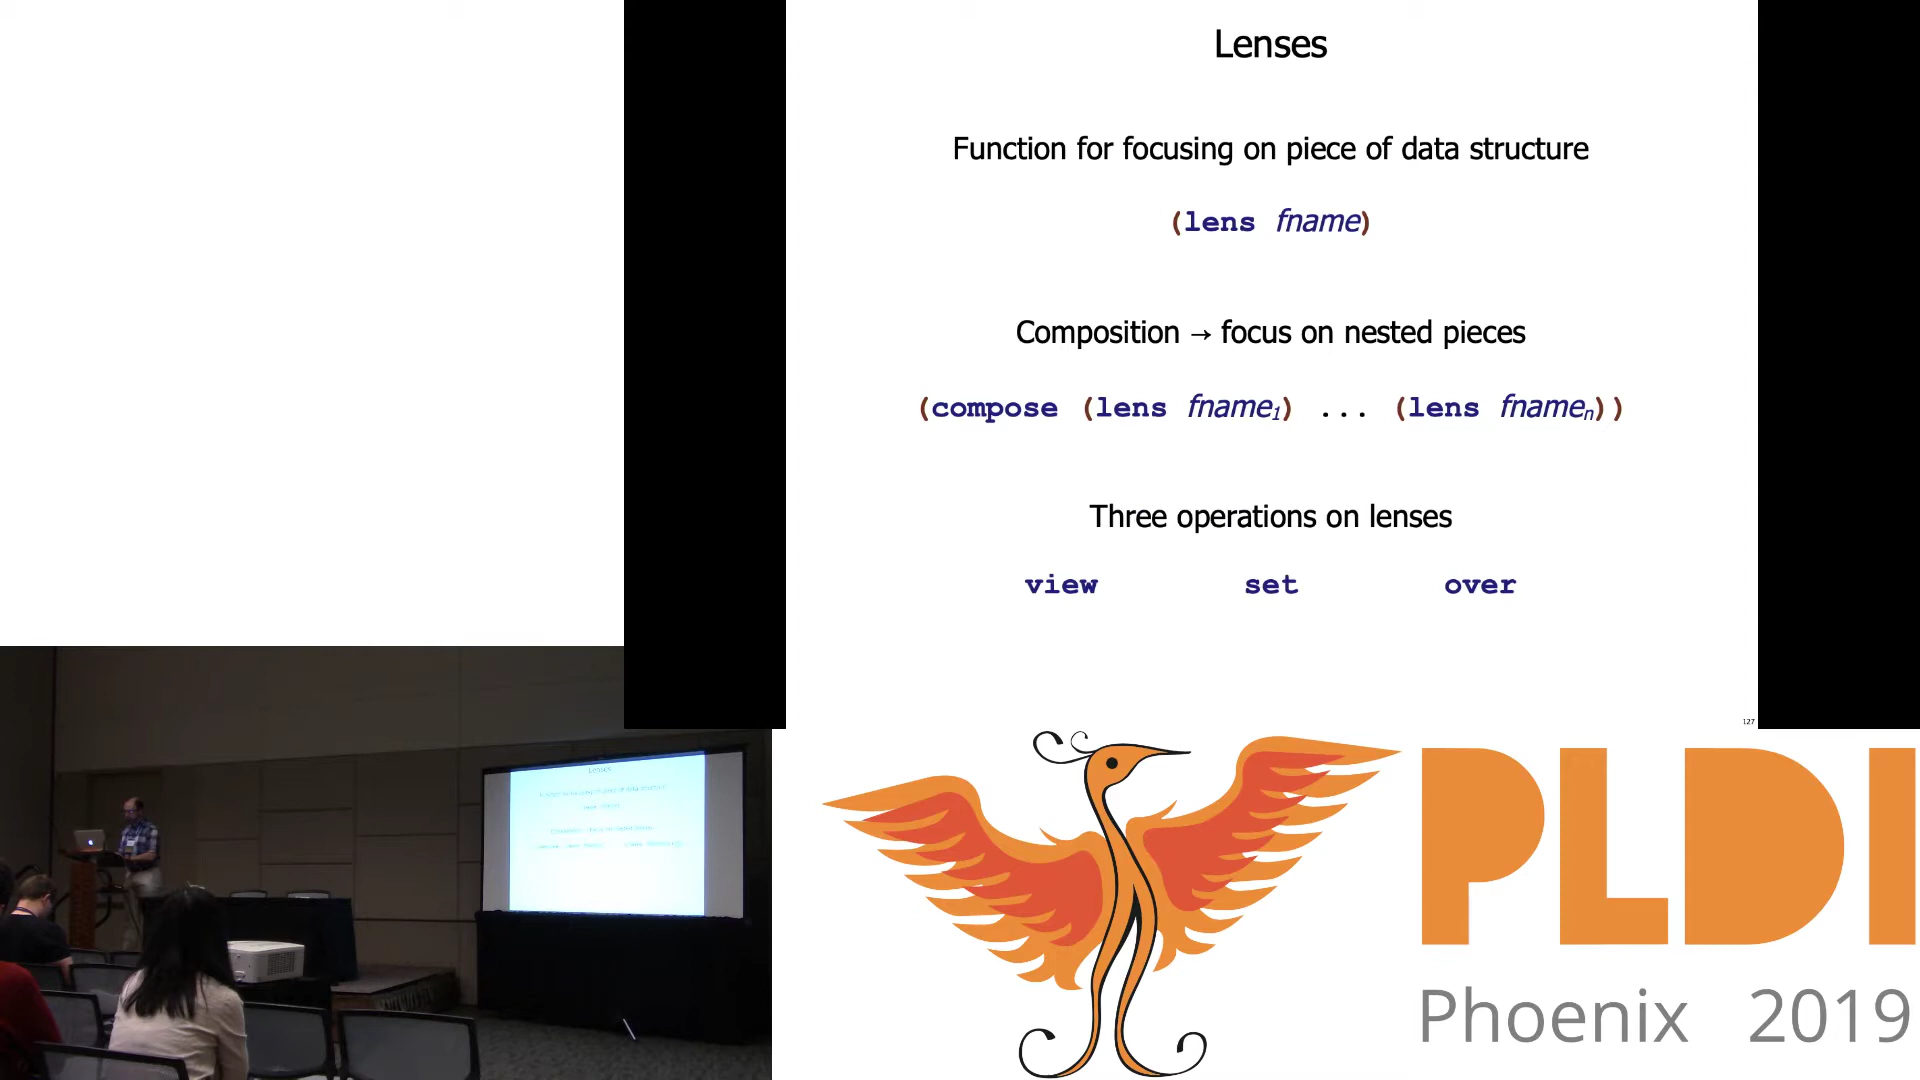 Lenses
Function for focusing on piece of data structure
(lens fname)
Composition → focus on nested pieces
(compose (lens fname1) ... (lens fnamen))
Three operations on lenses
view set over
127
PLDI
Phoenix 2019
Lenses